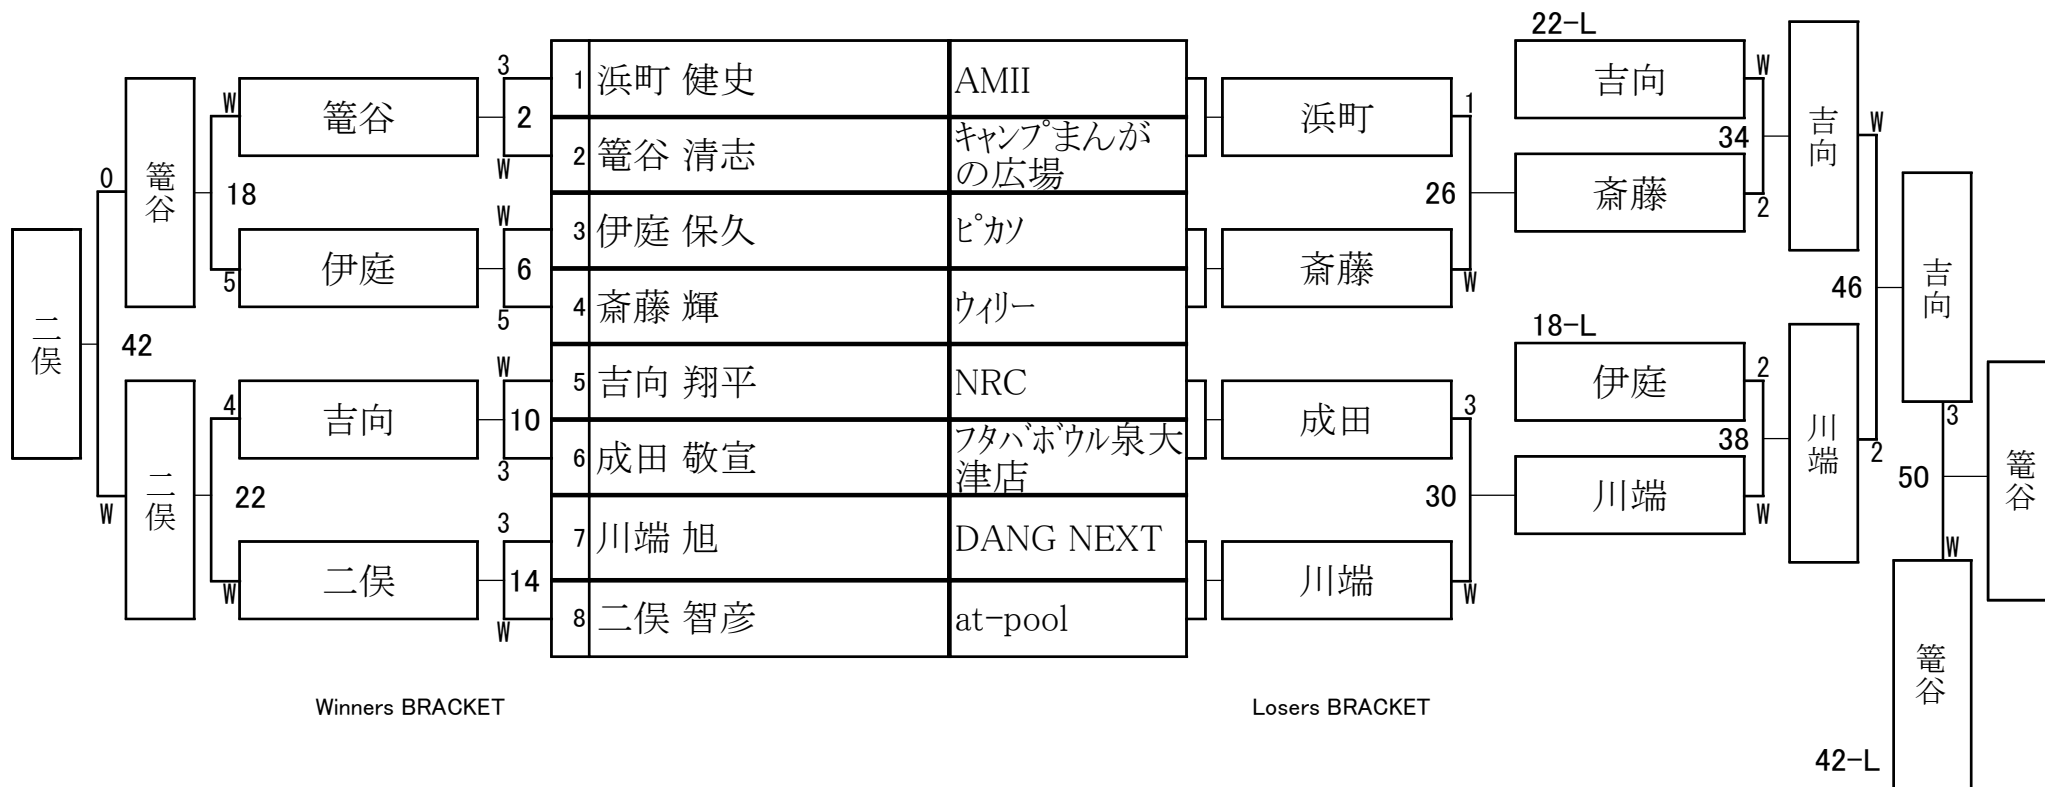 22-L
3
1 浜町 健史 AMII
W
吉向
W
篭谷
2
浜町
1
吉向
W
W
2 篭谷 清志 キャンプまんが
の広場
34
0
篭谷
18
26
斎藤
2
W
3 伊庭 保久 ピカソ
伊庭
5
6
斎藤
W
吉向
4 斎藤 輝 ウィリー
5
46
18-L
二俣
42
W
5 吉向 翔平 NRC
伊庭
2
4
吉向
10
成田
3
川端
2
3
38
6 成田 敬宣 フタバボウル泉大
津店
3
二俣
22
30
川端
W
50
篭谷
W
3
7 川端 旭 DANG NEXT
二俣
W
14
川端
W
W
8 二俣 智彦 at-pool
W
篭谷
Winners BRACKET
Losers BRACKET
42-L